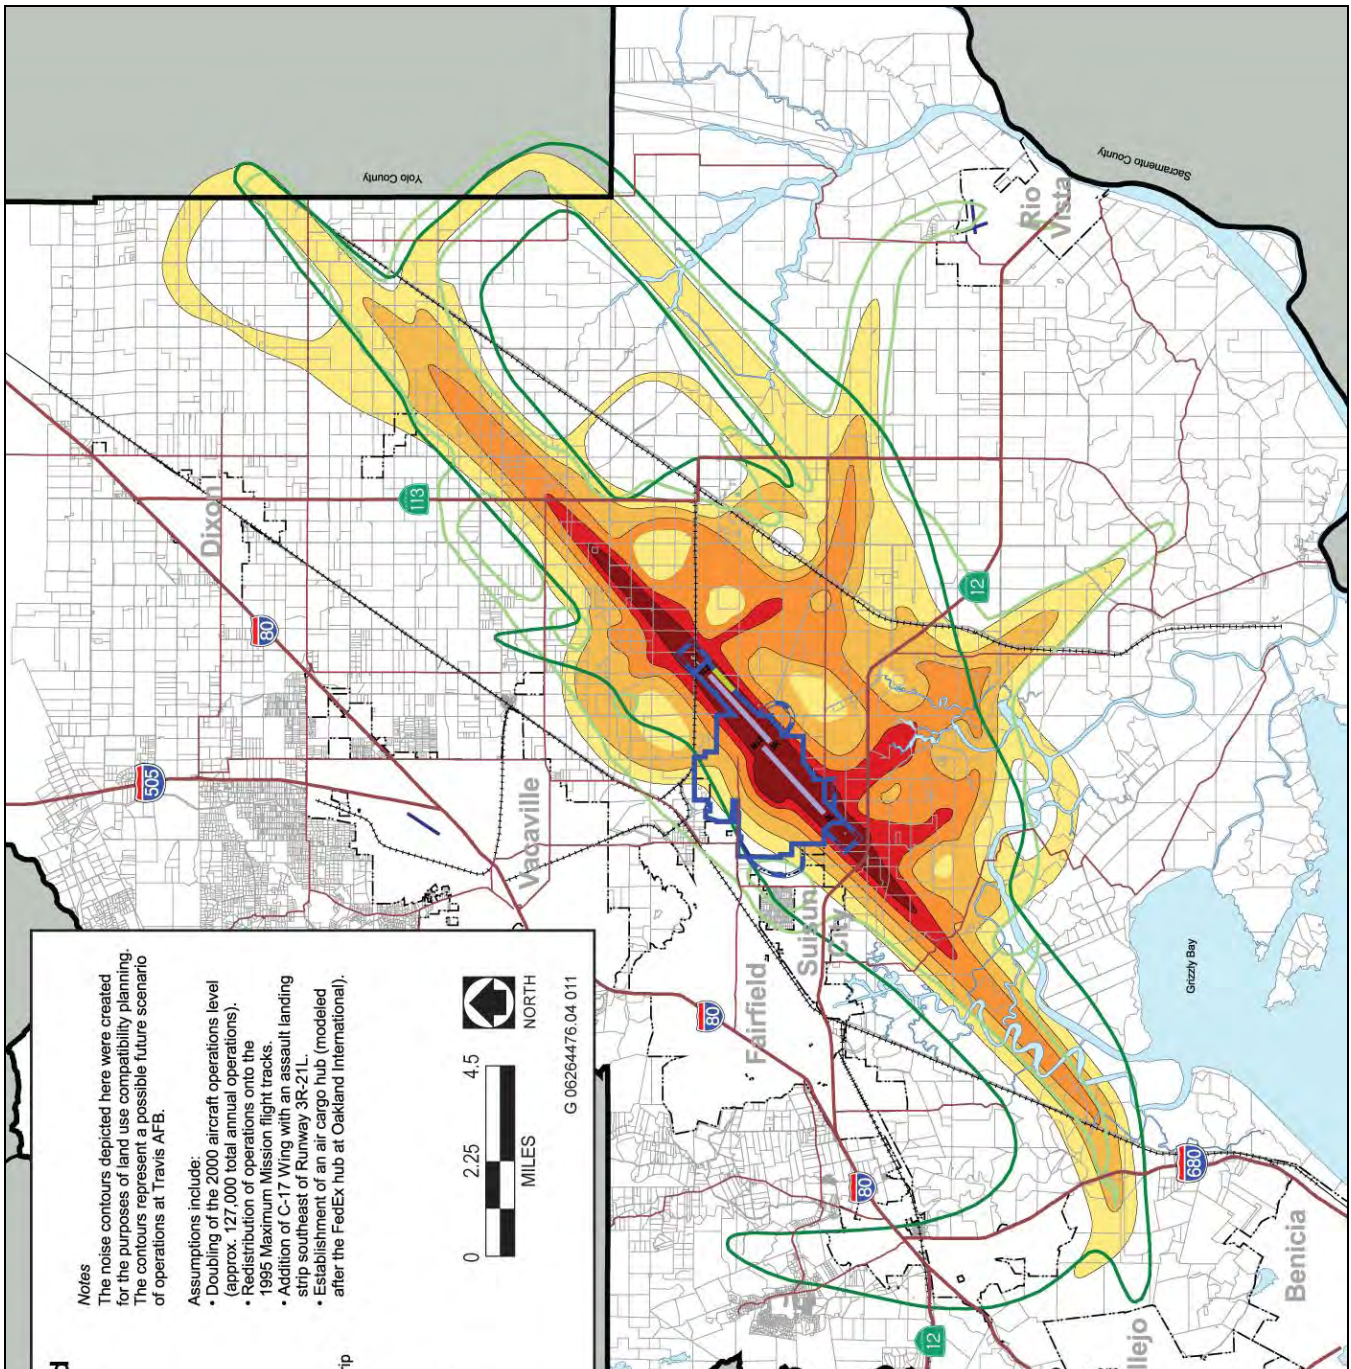 Yolo County
Sacramento County
Rio
Vista
Dixon
113
80
12
505
Vacaville
Suisun
City
Fairfield
80
Grizzly Bay
80
680
12
Benicia
llejo
Notes
The noise contours depicted here were created
for the purposes of land use compatibility planning.
The contours represent a possible future scenario
of operations at Travis AFB.
Assumptions include:
• Doubling of the 2000 aircraft operations level
(approx. 127,000 total annual operations).
• Redistribution of operations onto the
1995 Maximum Mission flight tracks.
• Addition of C-17 Wing with an assault landing
strip southeast of Runway 3R-21L.
• Establishment of an air cargo hub (modeled
after the FedEx hub at Oakland International).
0 2.25 4.5
MILES
NORTH
G 06264476.04 011
d
rip